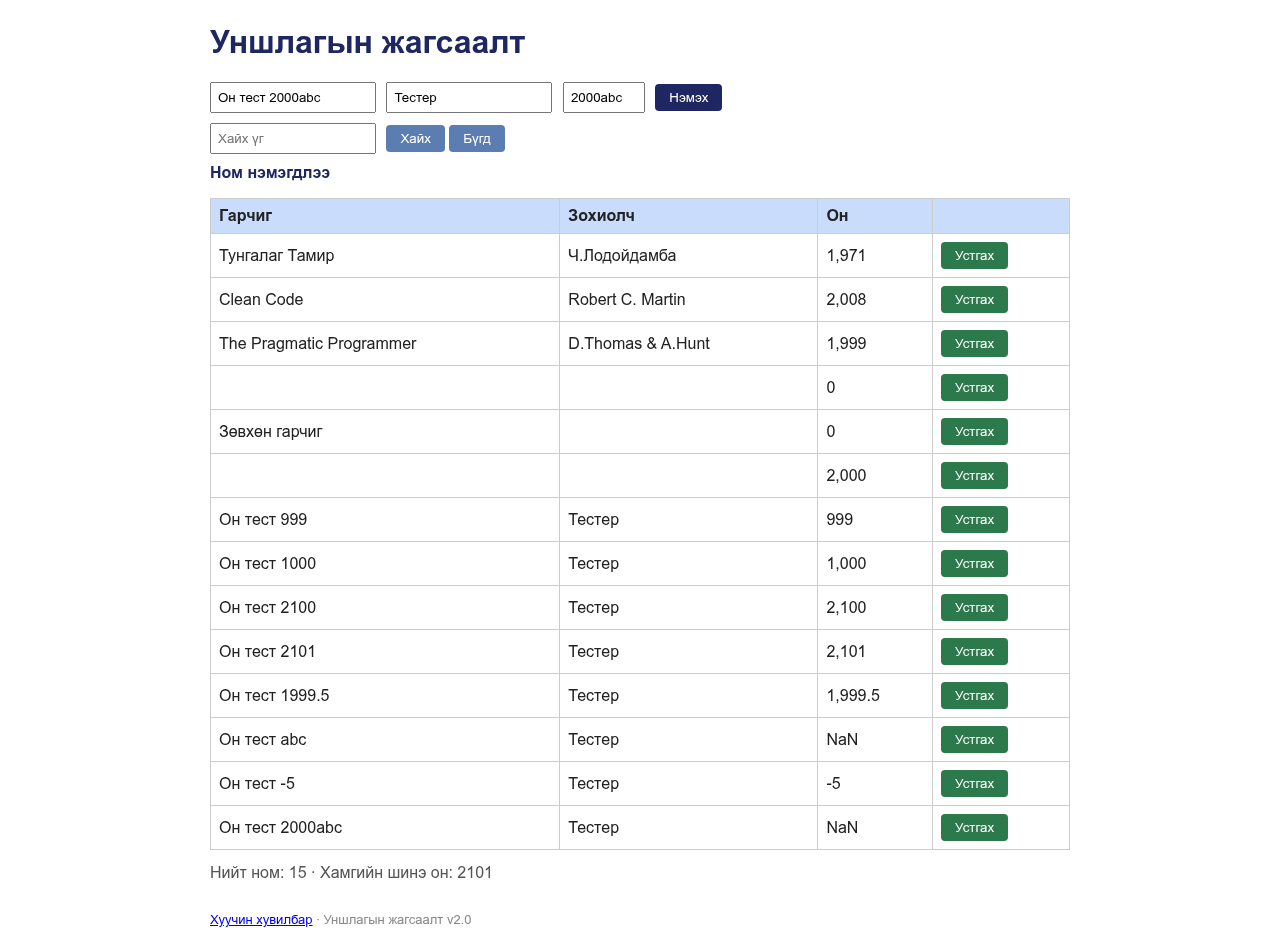 Уншлагын жагсаалт
Он тест 2000abc Тестер 2000abc Нэмэх
Хайх үг Хайх Бүгд
Ном нэмэгдлээ
Гарчиг Зохиолч Он
Тунгалаг Тамир Ч.Лодойдамба 1,971 Устгах
Clean Code Robert C. Martin 2,008 Устгах
The Pragmatic Programmer D.Thomas & A.Hunt 1,999 Устгах
0 Устгах
Зөвхөн гарчиг 0 Устгах
2,000 Устгах
Он тест 999 Тестер 999 Устгах
Он тест 1000 Тестер 1,000 Устгах
Он тест 2100 Тестер 2,100 Устгах
Он тест 2101 Тестер 2,101 Устгах
Он тест 1999.5 Тестер 1,999.5 Устгах
Он тест abc Тестер NaN Устгах
Он тест -5 Тестер -5 Устгах
Он тест 2000abc Тестер NaN Устгах
Нийт ном: 15 · Хамгийн шинэ он: 2101
Хуучин хувилбар · Уншлагын жагсаалт v2.0